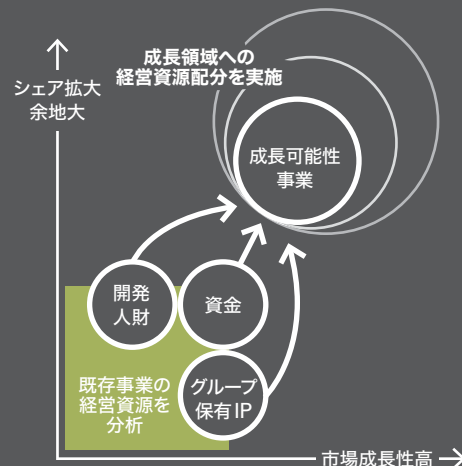 成長領域への
経営資源配分を実施
シェア拡大
余地大
成長可能性
事業
開発
人財
資金
既存事業の
経営資源を
分析
グループ
保有IP
市場成長性高